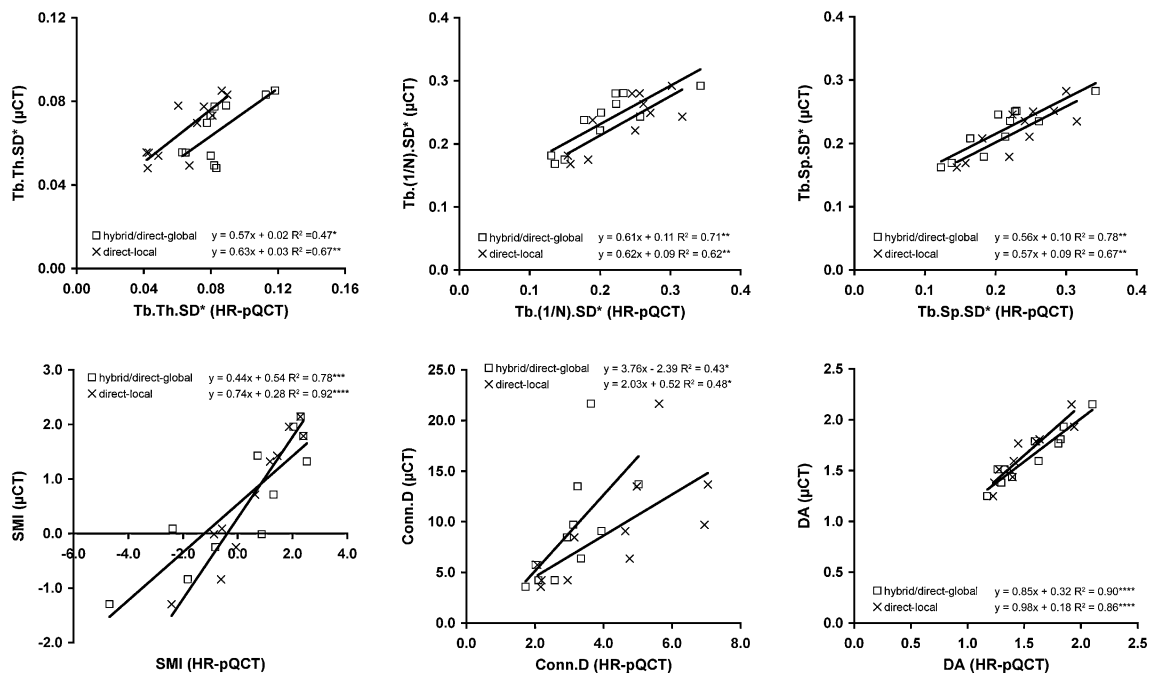 Tb.Th.SD* (µCT)
0.12
0.08
0.04
0.00
0.00 0.04 0.08 0.12 0.16
hybrid/direct-global y = 0.57x + 0.02 R² =0.47*
direct-local y = 0.63x + 0.03 R² =0.67**
Tb.Th.SD* (HR-pQCT)
Tb.(1/N).SD* (µCT)
0.4
0.3
0.2
0.1
0.0
0.0 0.1 0.2 0.3 0.4
hybrid/direct-global y = 0.61x + 0.11 R² = 0.71**
direct-local y = 0.62x + 0.09 R² = 0.62**
Tb.(1/N).SD* (HR-pQCT)
Tb.Sp.SD* (µCT)
0.4
0.3
0.2
0.1
0.0
0.0 0.1 0.2 0.3 0.4
hybrid/direct-global y = 0.56x + 0.10 R² = 0.78**
direct-local y = 0.57x + 0.09 R² = 0.67**
Tb.Sp.SD* (HR-pQCT)
SMI (µCT)
3.0
2.0
1.0
0.0
-1.0
-2.0
-6.0 -4.0 -2.0 0.0 2.0 4.0
hybrid/direct-global y = 0.44x + 0.54 R² = 0.78***
direct-local y = 0.74x + 0.28 R² = 0.92****
SMI (HR-pQCT)
Conn.D (µCT)
25.0
20.0
15.0
10.0
5.0
0.0
0.0 2.0 4.0 6.0 8.0
hybrid/direct-global y = 3.76x - 2.39 R² = 0.43*
direct-local y = 2.03x + 0.52 R² = 0.48*
Conn.D (HR-pQCT)
DA (µCT)
2.5
2.0
1.5
1.0
0.5
0.0
0.0 0.5 1.0 1.5 2.0 2.5
hybrid/direct-global y = 0.85x + 0.32 R² = 0.90****
direct-local y = 0.98x + 0.18 R² = 0.86****
DA (HR-pQCT)